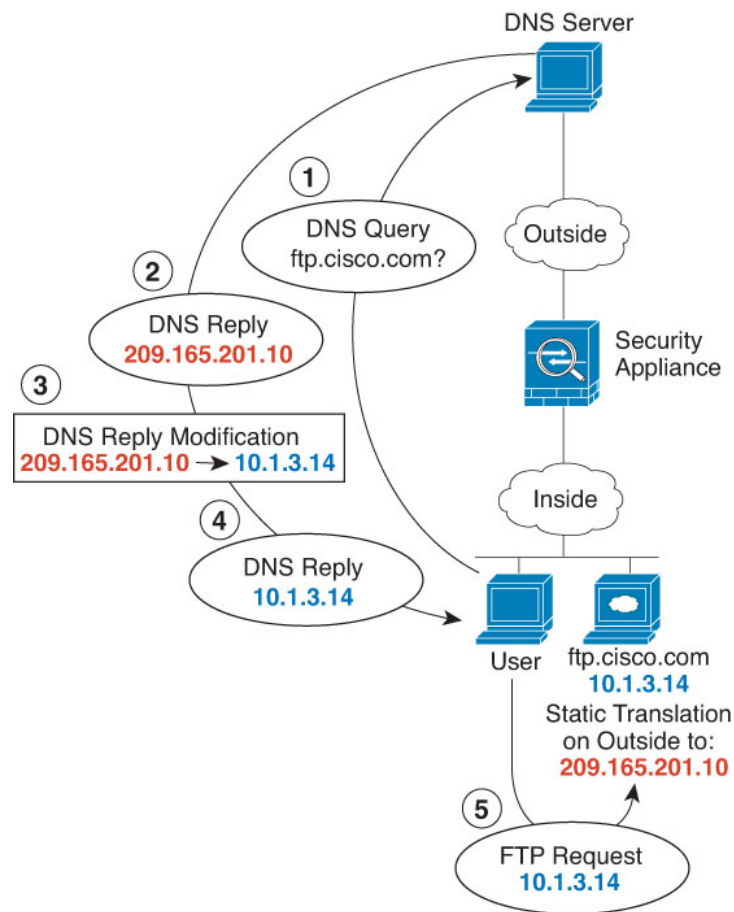 DNS Server
1
DNS Query
ftp.cisco.com?
Outside
2
DNS Reply
209.165.201.10
Security
Appliance
3
DNS Reply Modification
209.165.201.10 → 10.1.3.14
Inside
4
DNS Reply
10.1.3.14
User
ftp.cisco.com
10.1.3.14
Static Translation
on Outside to:
209.165.201.10
5
FTP Request
10.1.3.14